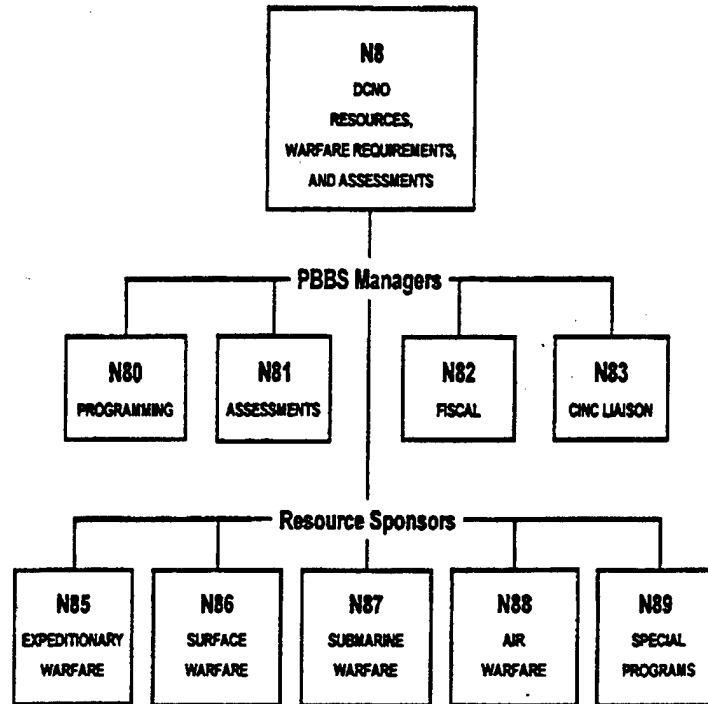 N8
DCNO
RESOURCES,
WARFARE REQUIREMENTS,
AND ASSESSMENTS
PBBS Managers
N80
PROGRAMMING
N81
ASSESSMENTS
N82
FISCAL
N83
CINC LIAISON
Resource Sponsors
N85
EXPEDITIONARY
WARFARE
N86
SURFACE
WARFARE
N87
SUBMARINE
WARFARE
N88
AIR
WARFARE
N89
SPECIAL
PROGRAMS